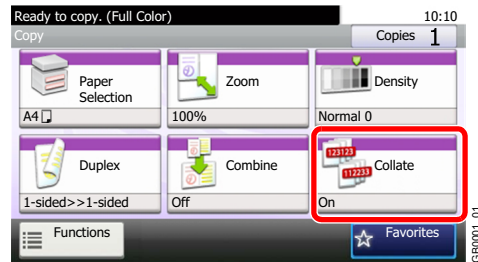 Ready to copy. (Full Color)
10:10
Copy
Copies 1
Paper
Selection
A4
Zoom
100%
Density
Normal 0
Duplex
1-sided>>1-sided
Combine
Off
123123
112233
Collate
On
Functions
Favorites
GB0001_01